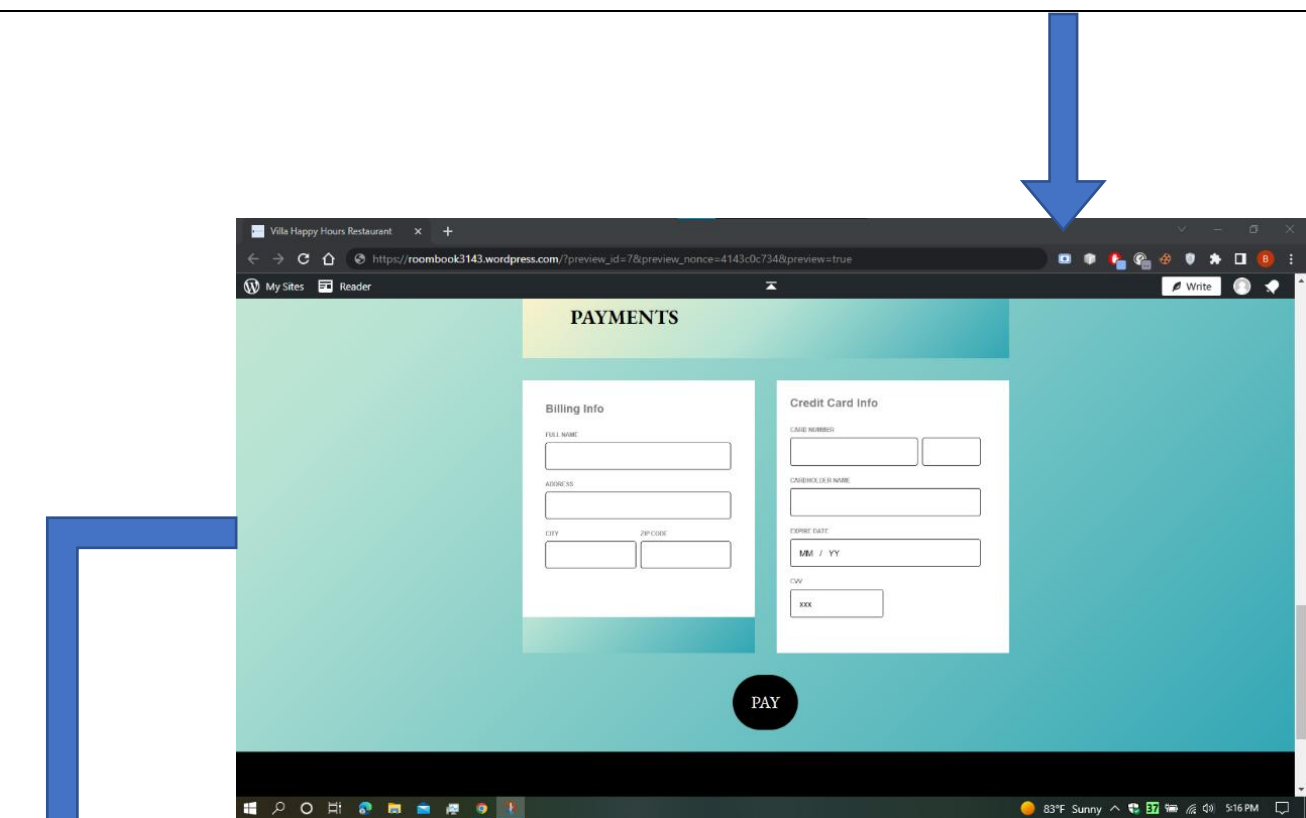 Villa Happy Hours Restaurant
https://roombook3143.wordpress.com/?preview_id=7&preview_nonce=4143c0c734&preview=true
B
My Sites Reader Write
PAYMENTS
Billing Info
FULL NAME
ADDRESS
CITY ZIP CODE
Credit Card Info
CARD NUMBER
CARDHOLDER NAME
EXPIRE DATE
MM / YY
CVV
xxx
PAY
83°F Sunny 37 5:16 PM